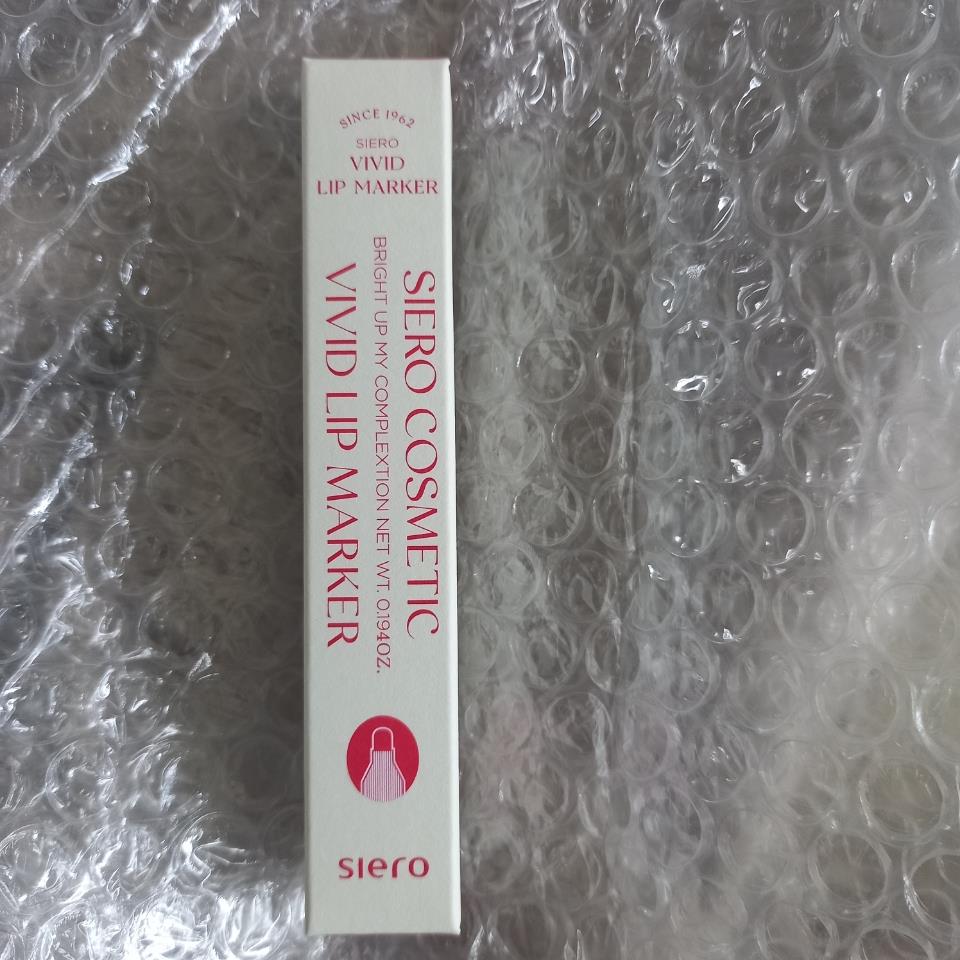 SINCE 1962
SIERO
VIVID
LIP MARKER
SIERO COSMETIC
BRIGHT UP MY COMPLEXTION NET WT. 0.194OZ.
VIVID LIP MARKER
siero